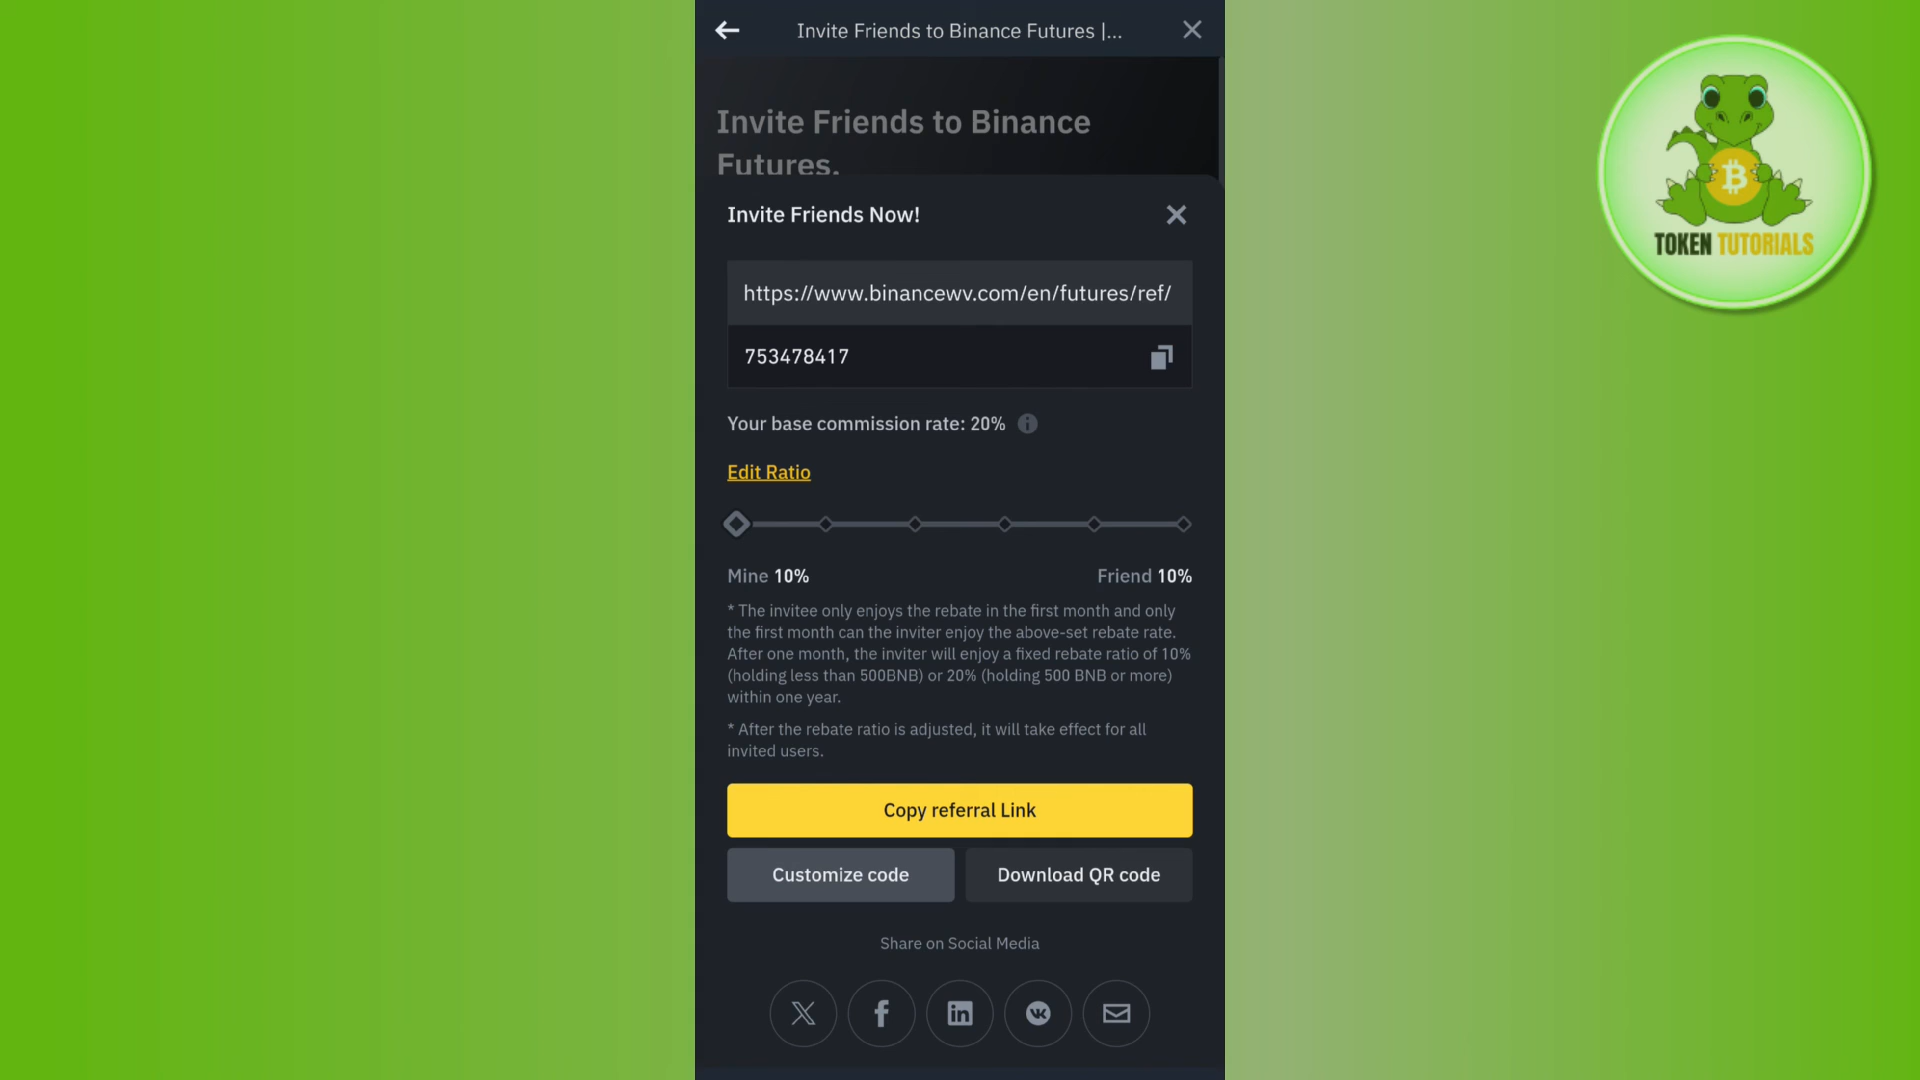 Invite Friends to Binance Futures |...
Invite Friends to Binance
Futures.
Invite Friends Now!
https://www.binancewv.com/en/futures/ref/
753478417
Your base commission rate: 20%
Edit Ratio
Mine 10%
Friend 10%
* The invitee only enjoys the rebate in the first month and only
the first month can the inviter enjoy the above-set rebate rate.
After one month, the inviter will enjoy a fixed rebate ratio of 10%
(holding less than 500BNB) or 20% (holding 500 BNB or more)
within one year.
* After the rebate ratio is adjusted, it will take effect for all
invited users.
Copy referral Link
Customize code
Download QR code
Share on Social Media
TOKEN TUTORIALS